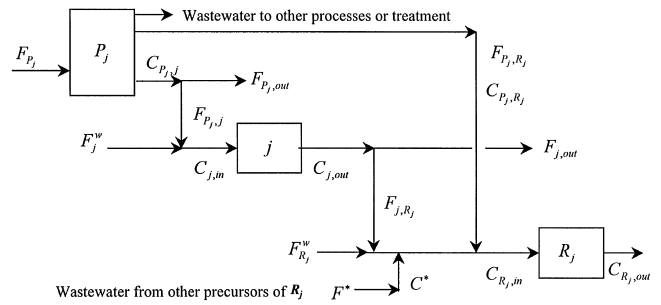 Wastewater to other processes or treatment
P_j
F_{P_j}
F_{P_j,R_j}
C_{P_j,j}
F_{P_j,out}
C_{P_j,R_j}
F_{P_j,j}
F_j^w
j
F_{j,out}
C_{j,in}
C_{j,out}
F_{j,R_j}
F_{R_j}^w
R_j
C_{R_j,in}
C_{R_j,out}
Wastewater from other precursors of R_j
F*
C*